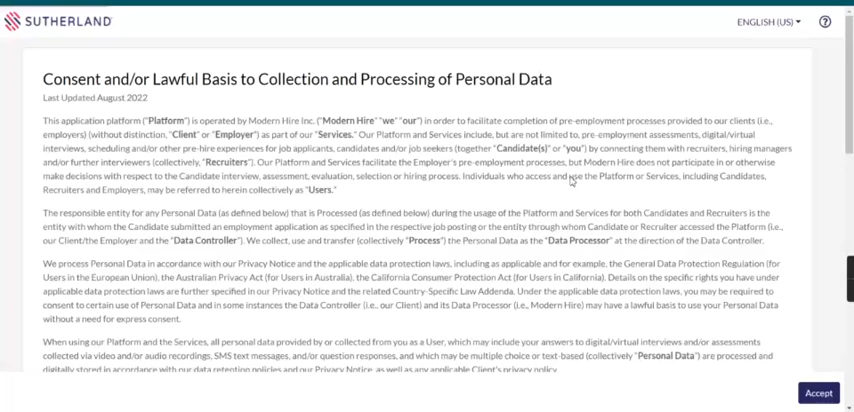 SUTHERLAND
ENGLISH (US)
?
Consent and/or Lawful Basis to Collection and Processing of Personal Data
Last Updated August 2022
This application platform ("Platform") is operated by Modern Hire Inc. ("Modern Hire" "we" "our") in order to facilitate completion of pre-employment processes provided to our clients (i.e.,
employers) (without distinction, "Client" or "Employer") as part of our "Services." Our Platform and Services include, but are not limited to, pre-employment assessments, digital/virtual
interviews, scheduling and/or other pre-hire experiences for job applicants, candidates and/or job seekers (together "Candidate(s)" or "you") by connecting them with recruiters, hiring managers
and/or further interviewers (collectively, "Recruiters"). Our Platform and Services facilitate the Employer's pre-employment processes, but Modern Hire does not participate in or otherwise
make decisions with respect to the Candidate interview, assessment, evaluation, selection or hiring process. Individuals who access and use the Platform or Services, including Candidates,
Recruiters and Employers, may be referred to herein collectively as "Users."
The responsible entity for any Personal Data (as defined below) that is Processed (as defined below) during the usage of the Platform and Services for both Candidates and Recruiters is the
entity with whom the Candidate submitted an employment application as specified in the respective job posting or the entity through whom Candidate or Recruiter accessed the Platform (i.e.,
our Client/the Employer and the "Data Controller"). We collect, use and transfer (collectively "Process") the Personal Data as the "Data Processor" at the direction of the Data Controller.
We process Personal Data in accordance with our Privacy Notice and the applicable data protection laws, including as applicable and for example, the General Data Protection Regulation (for
Users in the European Union), the Australian Privacy Act (for Users in Australia), the California Consumer Protection Act (for Users in California). Details on the specific rights you have under
applicable data protection laws are further specified in our Privacy Notice and the related Country-Specific Law Addenda. Under the applicable data protection laws, you may be required to
consent to certain use of Personal Data and in some instances the Data Controller (i.e., our Client) and its Data Processor (i.e., Modern Hire) may have a lawful basis to use your Personal Data
without a need for express consent.
When using our Platform and the Services, all personal data provided by or collected from you as a User, which may include your answers to digital/virtual interviews and/or assessments
collected via video and/or audio recordings, SMS text messages, and/or question responses, and which may be multiple choice or text-based (collectively "Personal Data") are processed and
digitally stored in accordance with our data retention policies and our Privacy Notice, as well as any applicable Client's privacy policy.
Accept